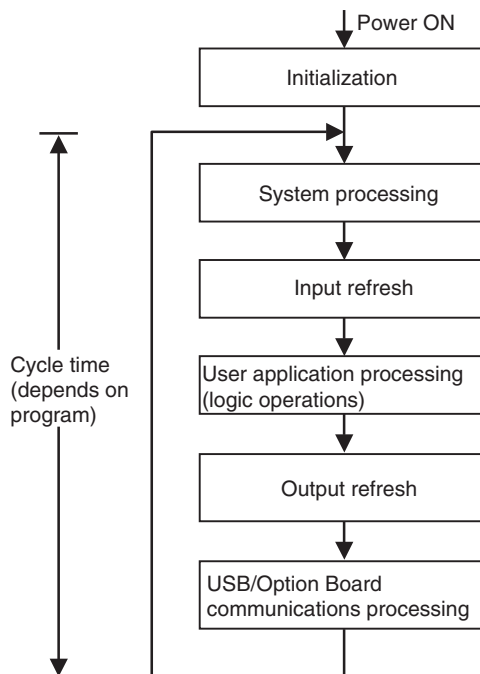 Power ON
Initialization
System processing
Input refresh
Cycle time
(depends on
program)
User application processing
(logic operations)
Output refresh
USB/Option Board
communications processing